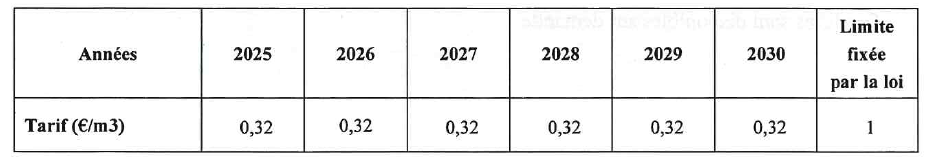 Années 2025 2026 2027 2028 2029 2030 Limite fixée par la loi
Tarif (€/m3) 0,32 0,32 0,32 0,32 0,32 0,32 1